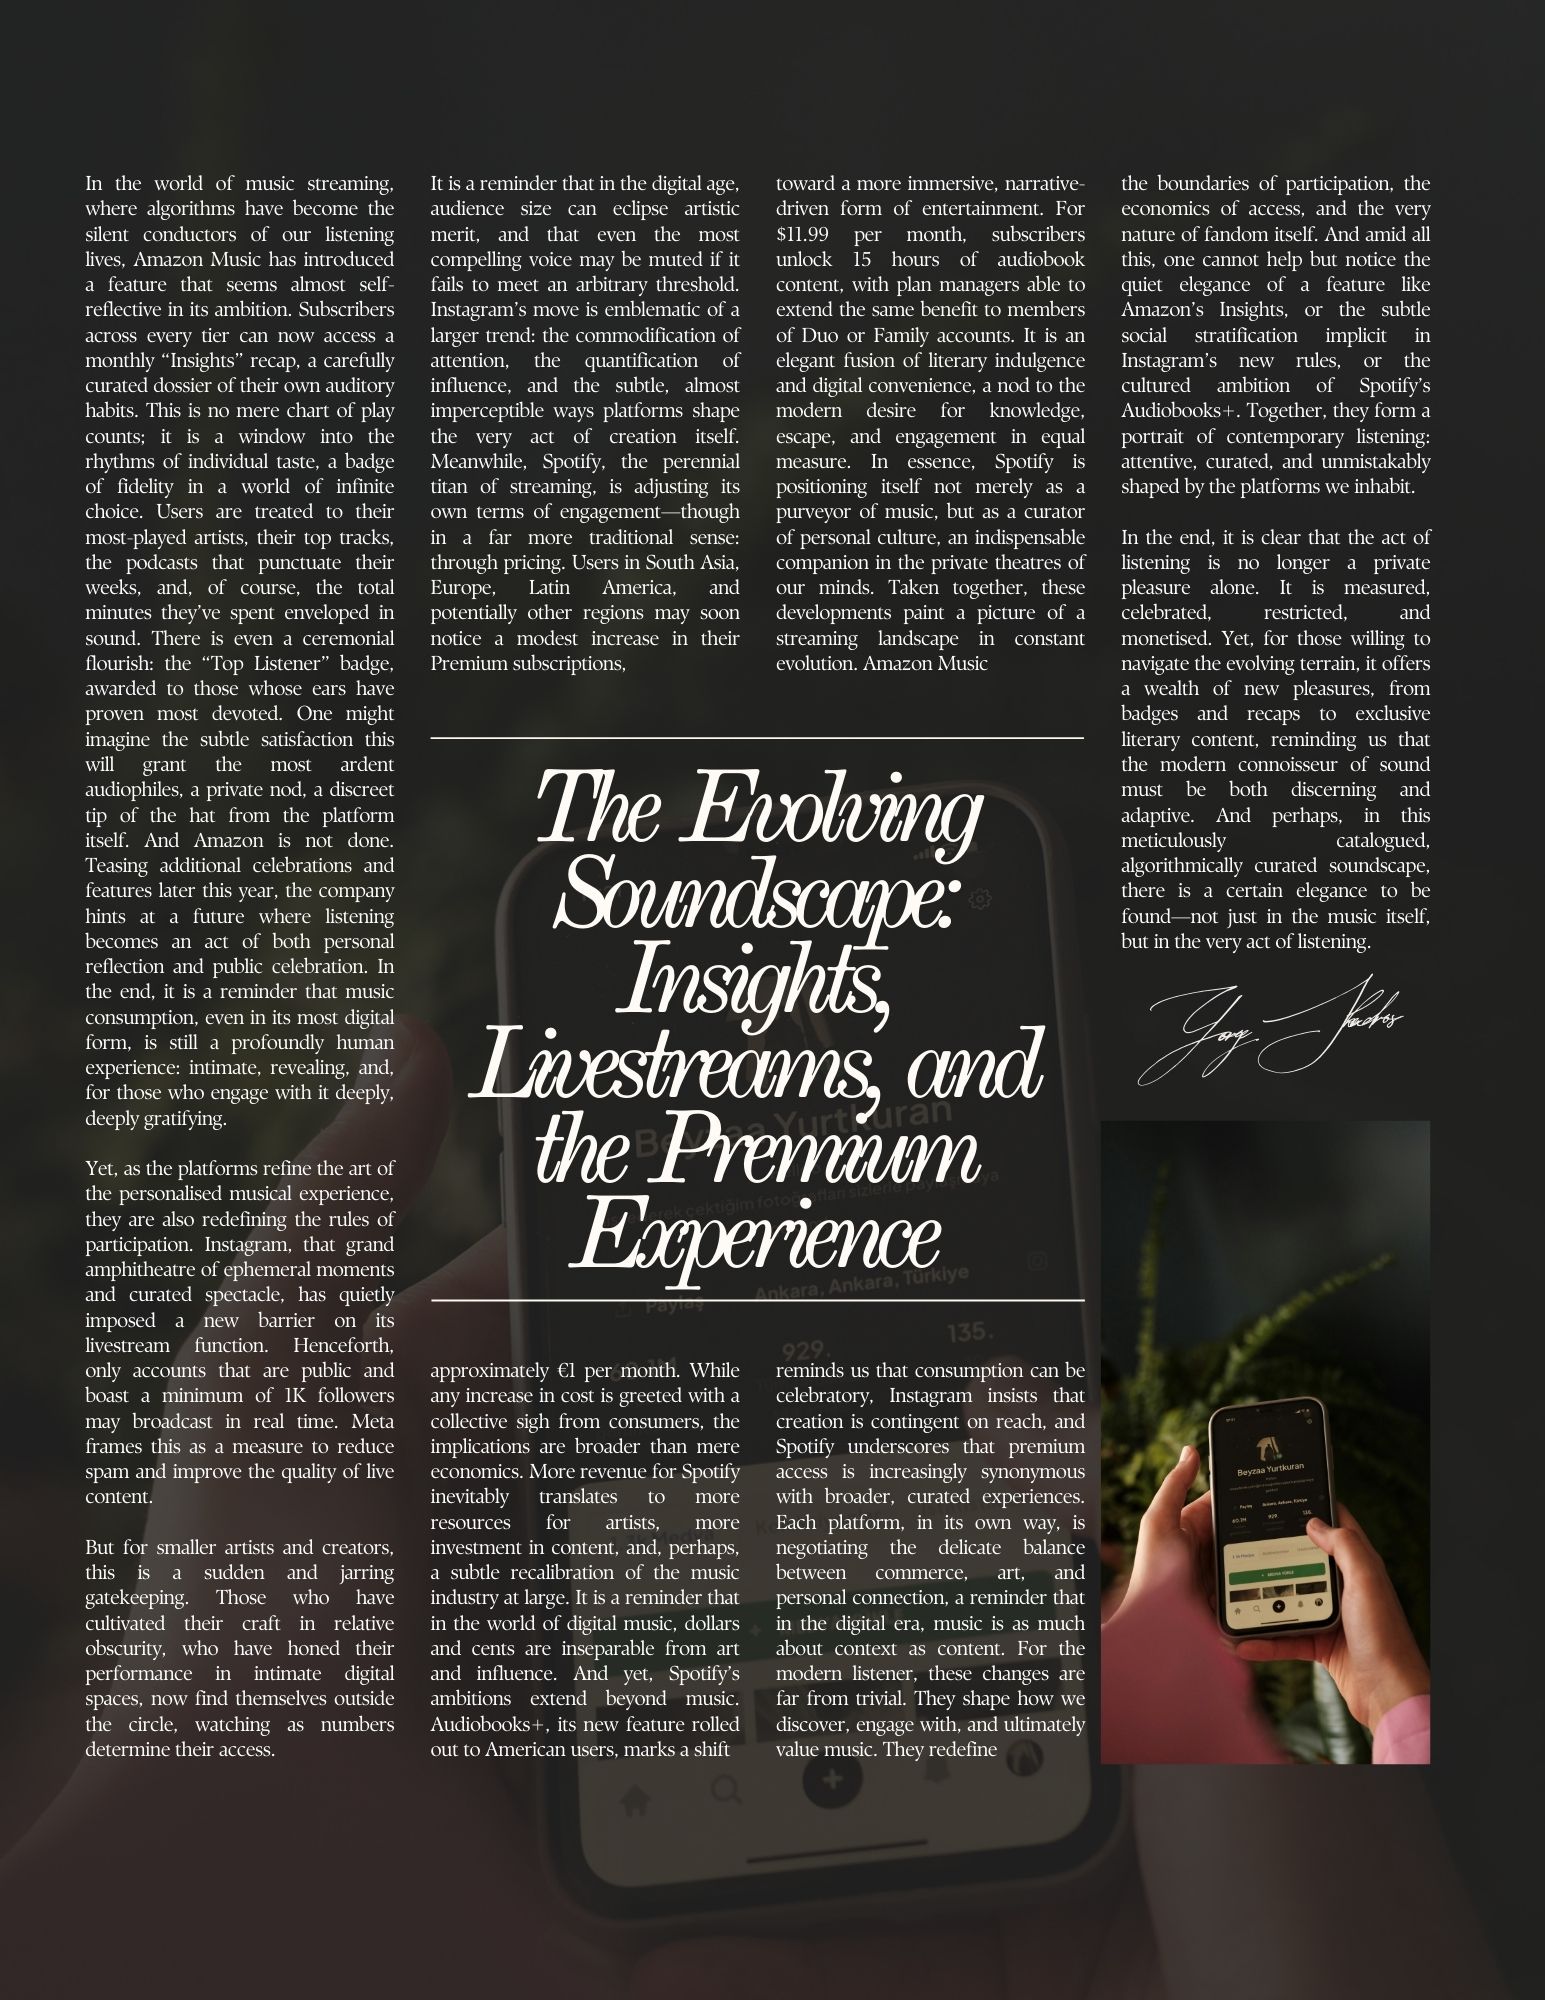 In the world of music streaming,
where algorithms have become the
silent conductors of our listening
lives, Amazon Music has introduced
a feature that seems almost self-
reflective in its ambition. Subscribers
across every tier can now access a
monthly “Insights” recap, a carefully
curated dossier of their own auditory
habits. This is no mere chart of play
counts; it is a window into the
rhythms of individual taste, a badge
of fidelity in a world of infinite
choice. Users are treated to their
most-played artists, their top tracks,
the podcasts that punctuate their
weeks, and, of course, the total
minutes they’ve spent enveloped in
sound. There is even a ceremonial
flourish: the “Top Listener” badge,
awarded to those whose ears have
proven most devoted. One might
imagine the subtle satisfaction this
will grant the most ardent
audiophiles, a private nod, a discreet
tip of the hat from the platform
itself. And Amazon is not done.
Teasing additional celebrations and
features later this year, the company
hints at a future where listening
becomes an act of both personal
reflection and public celebration. In
the end, it is a reminder that music
consumption, even in its most digital
form, is still a profoundly human
experience: intimate, revealing, and,
for those who engage with it deeply,
deeply gratifying.
Yet, as the platforms refine the art of
the personalised musical experience,
they are also redefining the rules of
participation. Instagram, that grand
amphitheatre of ephemeral moments
and curated spectacle, has quietly
imposed a new barrier on its
livestream function. Henceforth,
only accounts that are public and
boast a minimum of 1K followers
may broadcast in real time. Meta
frames this as a measure to reduce
spam and improve the quality of live
content.
But for smaller artists and creators,
this is a sudden and jarring
gatekeeping. Those who have
cultivated their craft in relative
obscurity, who have honed their
performance in intimate digital
spaces, now find themselves outside
the circle, watching as numbers
determine their access.
It is a reminder that in the digital age,
audience size can eclipse artistic
merit, and that even the most
compelling voice may be muted if it
fails to meet an arbitrary threshold.
Instagram’s move is emblematic of a
larger trend: the commodification of
attention, the quantification of
influence, and the subtle, almost
imperceptible ways platforms shape
the very act of creation itself.
Meanwhile, Spotify, the perennial
titan of streaming, is adjusting its
own terms of engagement—though
in a far more traditional sense:
through pricing. Users in South Asia,
Europe, Latin America, and
potentially other regions may soon
notice a modest increase in their
Premium subscriptions,
The Evolving
Soundscape:
Insights,
Livestreams, and
the Premium
Experience
approximately €1 per month. While
any increase in cost is greeted with a
collective sigh from consumers, the
implications are broader than mere
economics. More revenue for Spotify
inevitably translates to more
resources for artists, more
investment in content, and, perhaps,
a subtle recalibration of the music
industry at large. It is a reminder that
in the world of digital music, dollars
and cents are inseparable from art
and influence. And yet, Spotify’s
ambitions extend beyond music.
Audiobooks+, its new feature rolled
out to American users, marks a shift
toward a more immersive, narrative-
driven form of entertainment. For
$11.99 per month, subscribers
unlock 15 hours of audiobook
content, with plan managers able to
extend the same benefit to members
of Duo or Family accounts. It is an
elegant fusion of literary indulgence
and digital convenience, a nod to the
modern desire for knowledge,
escape, and engagement in equal
measure. In essence, Spotify is
positioning itself not merely as a
purveyor of music, but as a curator
of personal culture, an indispensable
companion in the private theatres of
our minds. Taken together, these
developments paint a picture of a
streaming landscape in constant
evolution. Amazon Music
reminds us that consumption can be
celebratory, Instagram insists that
creation is contingent on reach, and
Spotify underscores that premium
access is increasingly synonymous
with broader, curated experiences.
Each platform, in its own way, is
negotiating the delicate balance
between commerce, art, and
personal connection, a reminder that
in the digital era, music is as much
about context as content. For the
modern listener, these changes are
far from trivial. They shape how we
discover, engage with, and ultimately
value music. They redefine
the boundaries of participation, the
economics of access, and the very
nature of fandom itself. And amid all
this, one cannot help but notice the
quiet elegance of a feature like
Amazon’s Insights, or the subtle
social stratification implicit in
Instagram’s new rules, or the
cultured ambition of Spotify’s
Audiobooks+. Together, they form a
portrait of contemporary listening:
attentive, curated, and unmistakably
shaped by the platforms we inhabit.
In the end, it is clear that the act of
listening is no longer a private
pleasure alone. It is measured,
celebrated, restricted, and
monetised. Yet, for those willing to
navigate the evolving terrain, it offers
a wealth of new pleasures, from
badges and recaps to exclusive
literary content, reminding us that
the modern connoisseur of sound
must be both discerning and
adaptive. And perhaps, in this
meticulously catalogued,
algorithmically curated soundscape,
there is a certain elegance to be
found—not just in the music itself,
but in the very act of listening.
Beyzaa Yurtkuran
Paylaş Ankara, Ankara, Türkiye
60.1M 929. 135.